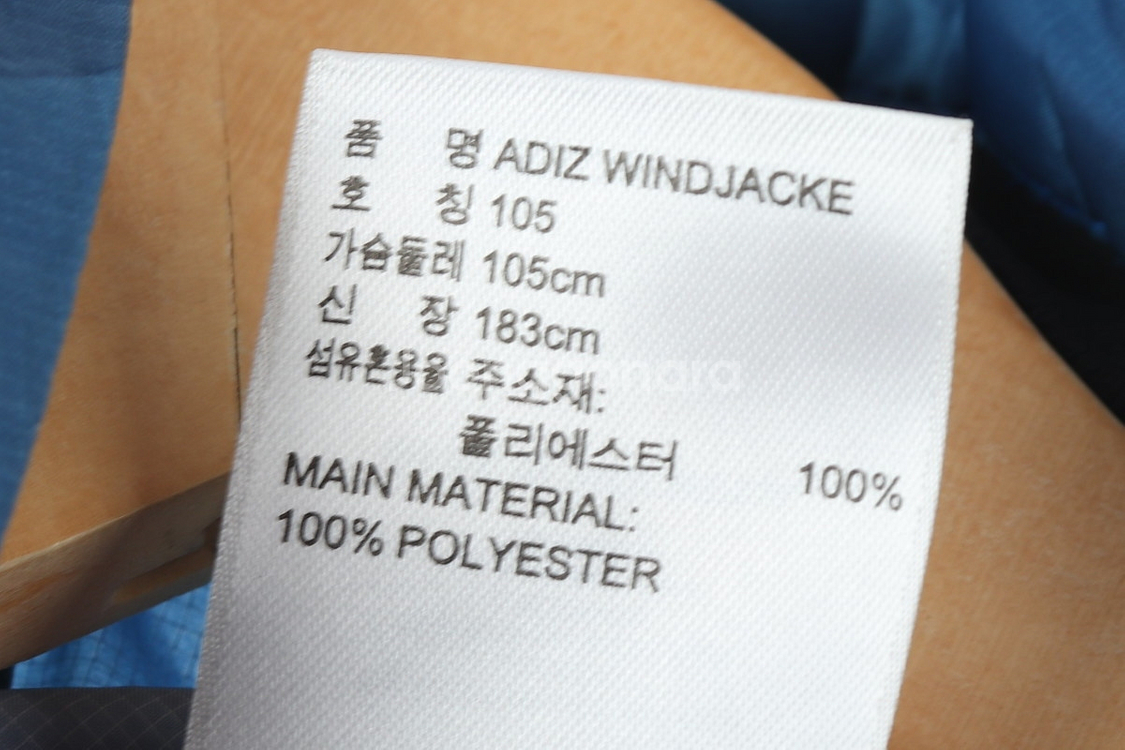 품 명 ADIZ WINDJACKE
호 칭 105
가슴둘레 105cm
신 장 183cm
섬유혼용율 주소재:
폴리에스터 100%
MAIN MATERIAL:
100% POLYESTER